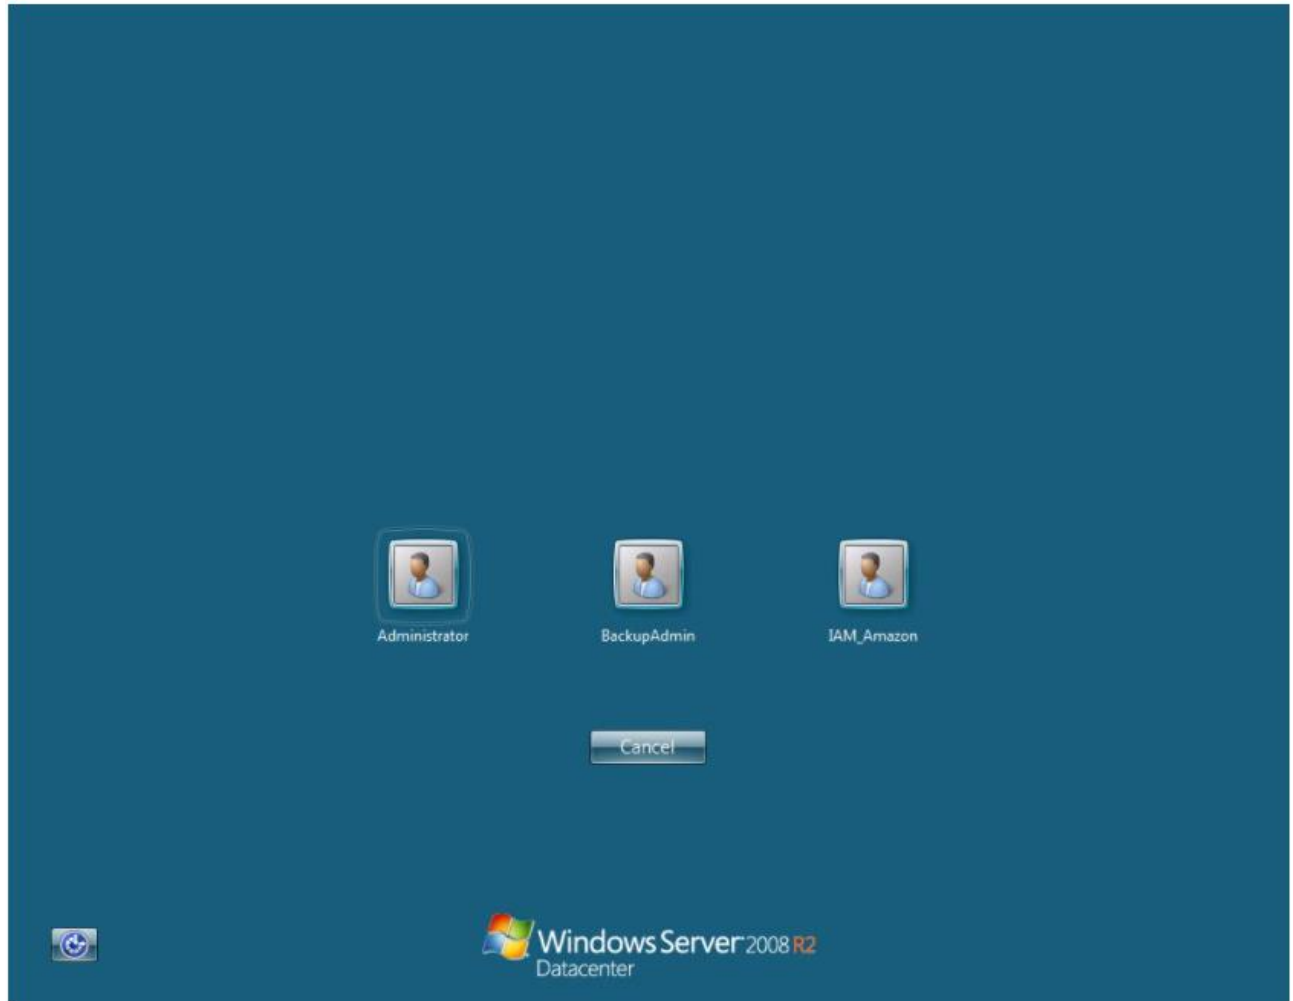 Administrator
BackupAdmin
IAM_Amazon
Cancel
Windows Server 2008 R2
Datacenter